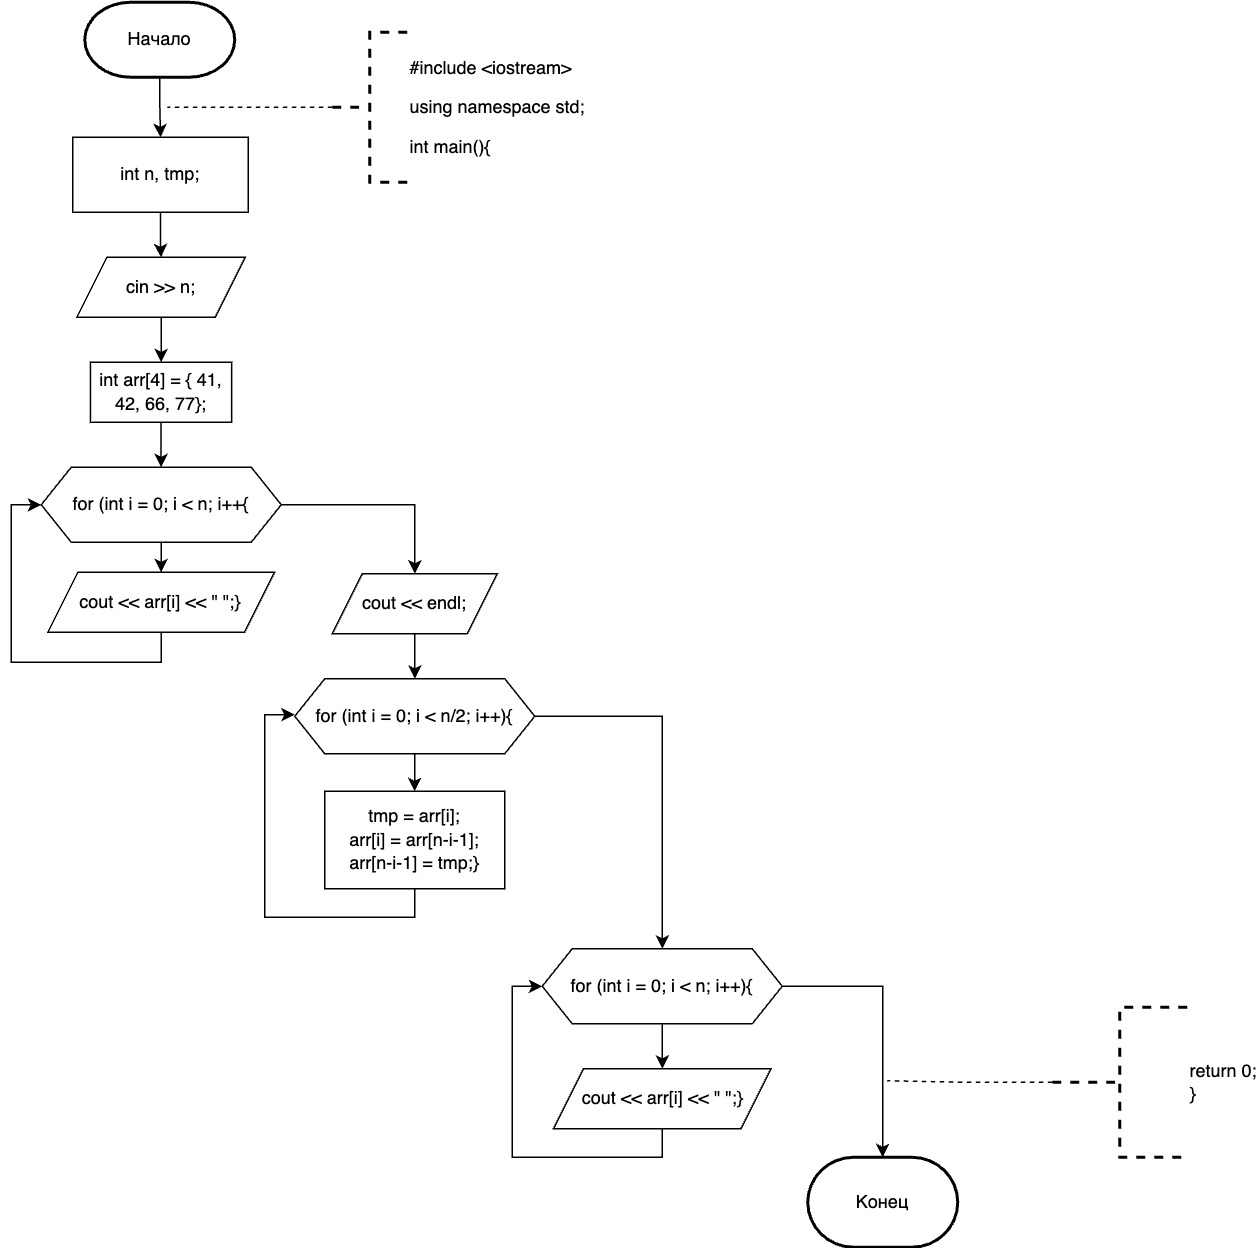 Начало
#include <iostream>
using namespace std;
int main(){
int n, tmp;
cin >> n;
int arr[4] = { 41,
42, 66, 77};
for (int i = 0; i < n; i++{
cout << arr[i] << " ";}
cout << endl;
for (int i = 0; i < n/2; i++){
tmp = arr[i];
arr[i] = arr[n-i-1];
arr[n-i-1] = tmp;}
for (int i = 0; i < n; i++){
cout << arr[i] << " ";}
return 0;
}
Конец